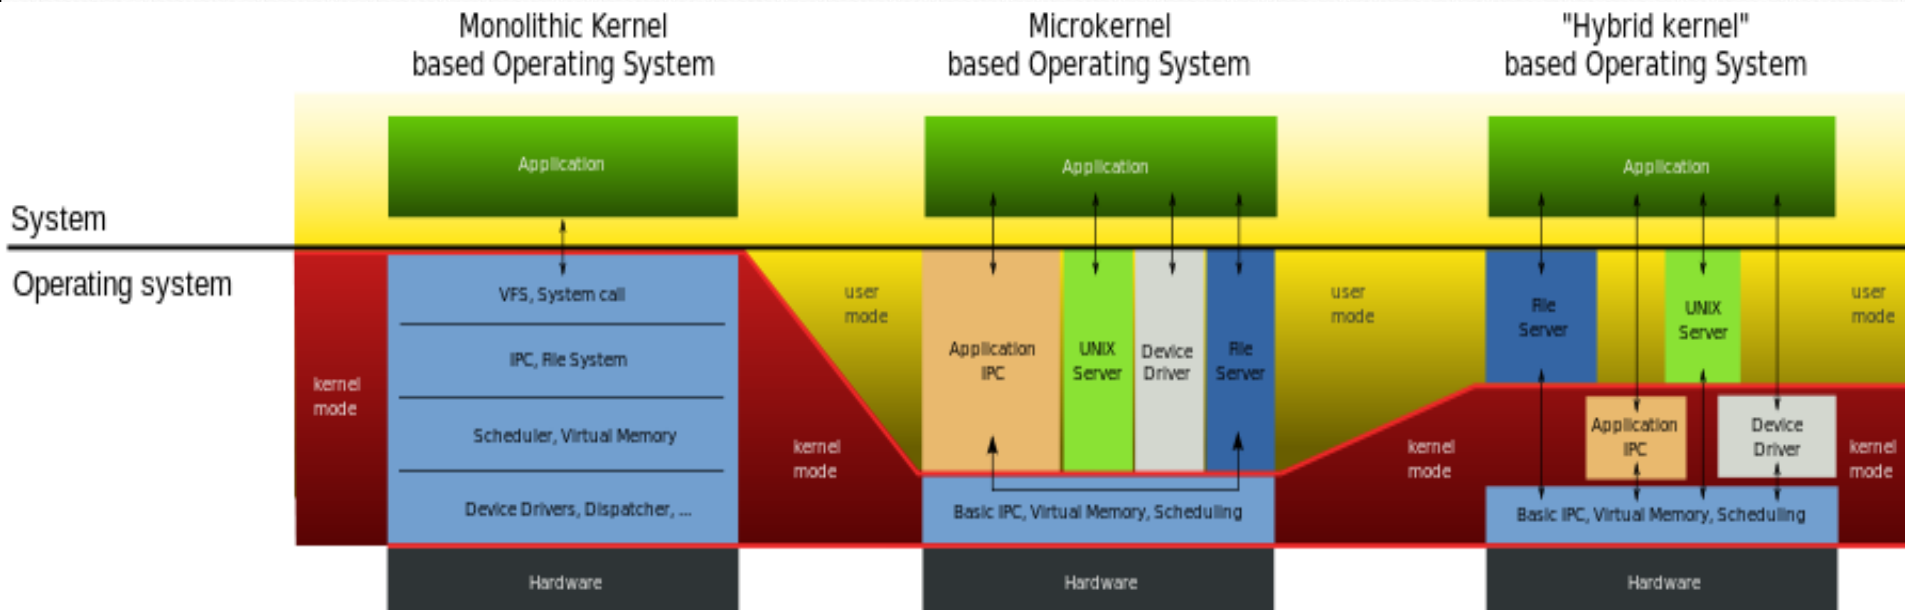 Monolithic Kernel
based Operating System
Microkernel
based Operating System
"Hybrid kernel"
based Operating System
System
Operating system
Application
VFS, System call
IPC, File System
Scheduler, Virtual Memory
Device Drivers, Dispatcher, ...
Hardware
kernel
mode
kernel
mode
user
mode
Application
Application
IPC
UNIX
Server
Device
Driver
File
Server
Basic IPC, Virtual Memory, Scheduling
Hardware
user
mode
kernel
mode
Application
File
Server
UNIX
Server
Application
IPC
Device
Driver
Basic IPC, Virtual Memory, Scheduling
Hardware
user
mode
kernel
mode